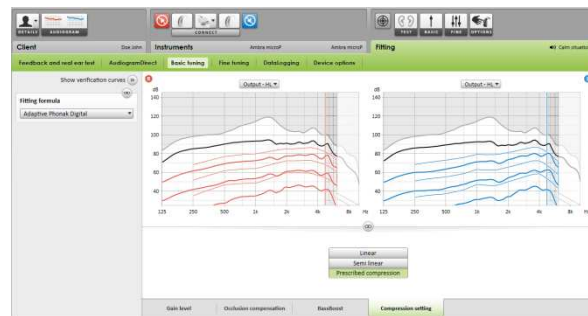 DETAILS AUDIOGRAM CONNECT TEST BASIC FINE OPTIONS
Client Doe John Instruments Ambra microP Ambra microP Fitting Calm situation
Feedback and real ear test AudiogramDirect Basic tuning Fine tuning DataLogging Device options
Show verification curves
Fitting formula
Adaptive Phonak Digital
dB Output - HL dB Output - HL
140 140
120 120
100 100
80 80
60 60
40 40
125 250 500 1k 2k 4k 8k Hz 125 250 500 1k 2k 4k 8k Hz
Linear
Semi linear
Prescribed compression
Gain level Occlusion compensation Bassboost Compression setting